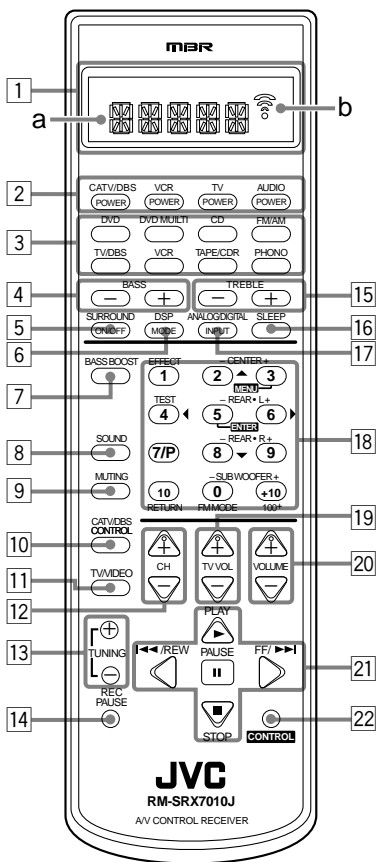 MBR
1
a
b
2
CATV/DBS VCR TV AUDIO
POWER POWER POWER POWER
3
DVD DVD MUILTI CD FM/AM
TV/DBS VCR TAPE/CDR PHONO
4
BASS TREBLE
15
– + – +
5
SURROUND DSP ANALOG/DIGITAL SLEEP
16
ON/OFF MODE INPUT
6
17
BASS BOOST EFFECT – CENTER +
7
1 2 3
MENU
TEST – REAR • L +
4 5 6
ENTER
8
SOUND – REAR • R +
18
7/P 8 9
9
MUTING – SUBWOOFER +
10 0 +10
RETURN FM MODE 100+
10
CATV/DBS
CONTROL
19
+ + +
20
CH TV VOL VOLUME
11
TV/VIDEO
– – –
12
13
+
TUNING
–
PLAY
/REW PAUSE FF/
21
REC
PAUSE
14
22
STOP CONTROL
JVC
RM-SRX7010J
A/V CONTROL RECEIVER